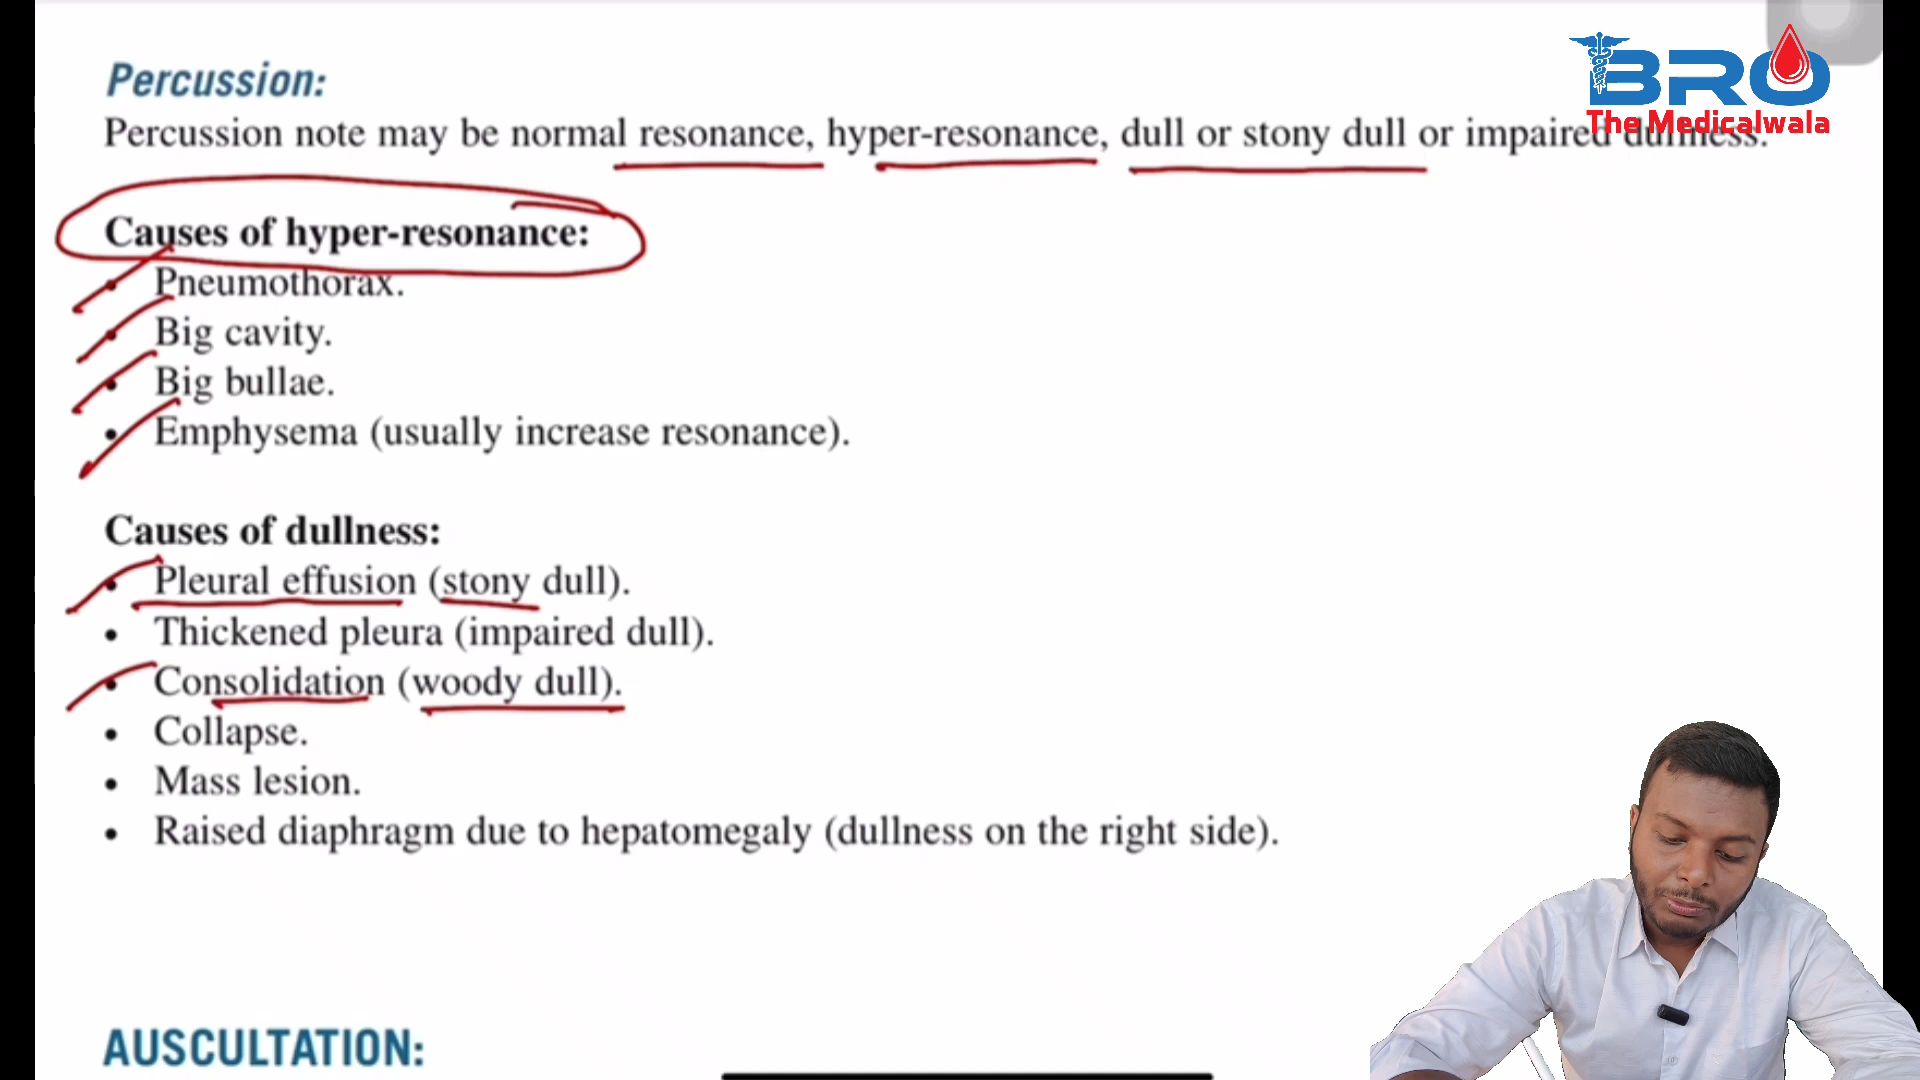 BRO
The Medicalwala
Percussion:
Percussion note may be normal resonance, hyper-resonance, dull or stony dull or impaired dullness.
Causes of hyper-resonance:
• Pneumothorax.
• Big cavity.
• Big bullae.
• Emphysema (usually increase resonance).
Causes of dullness:
• Pleural effusion (stony dull).
• Thickened pleura (impaired dull).
• Consolidation (woody dull).
• Collapse.
• Mass lesion.
• Raised diaphragm due to hepatomegaly (dullness on the right side).
AUSCULTATION: